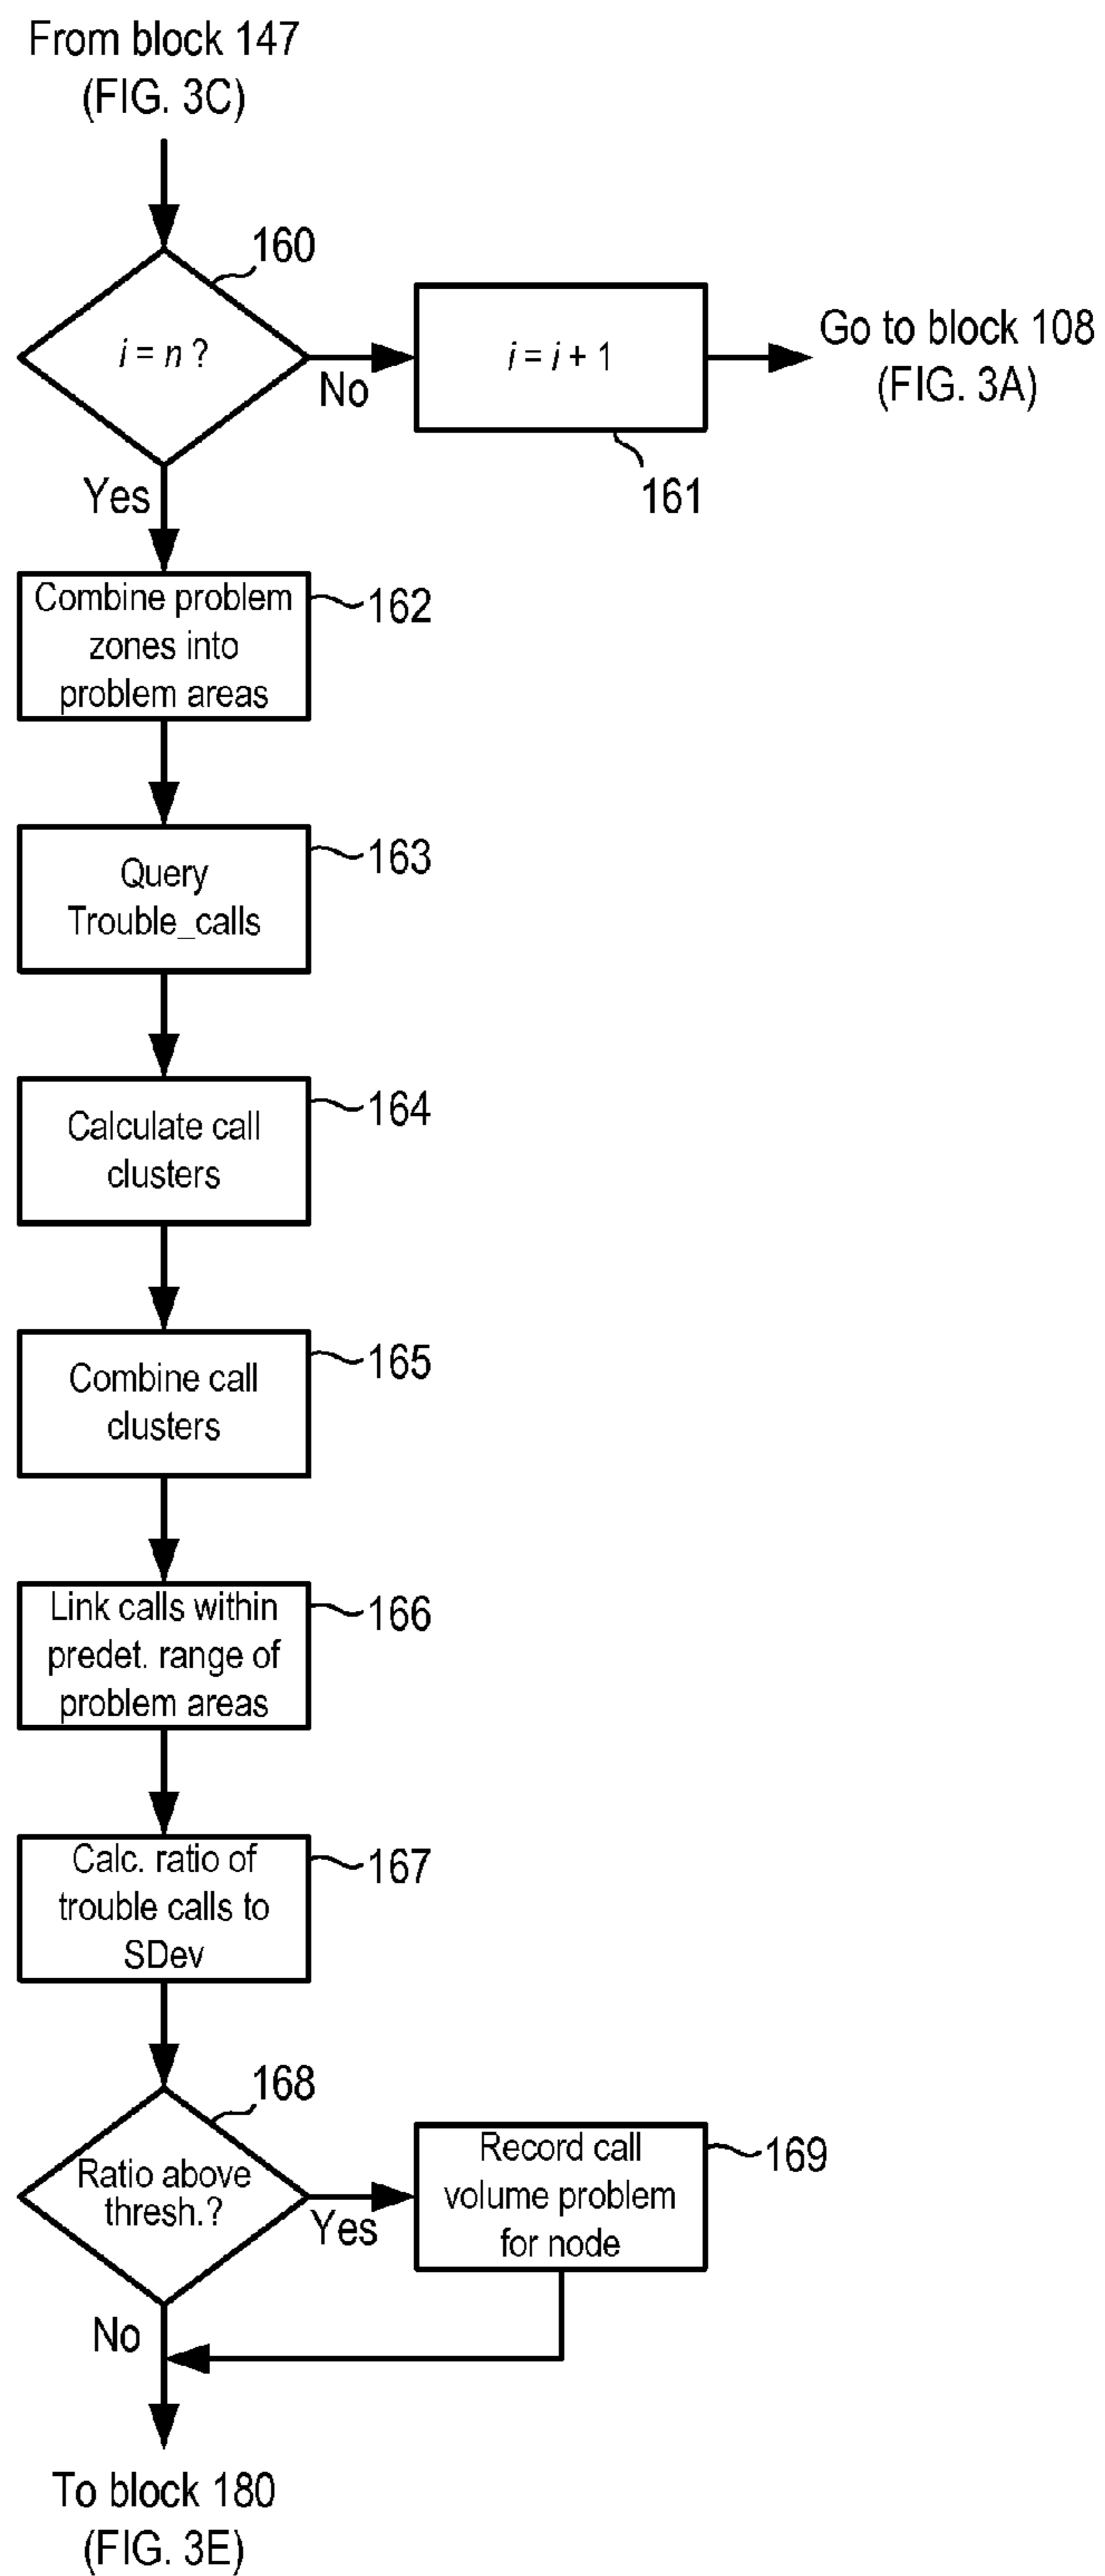 From block 147
(FIG. 3C)
160
i = n ?
No
i = i + 1
Go to block 108
(FIG. 3A)
161
Yes
Combine problem
zones into
problem areas
162
Query
Trouble_calls
163
Calculate call
clusters
164
Combine call
clusters
165
Link calls within
predet. range of
problem areas
166
Calc. ratio of
trouble calls to
SDev
167
168
Ratio above
thresh.?
Yes
Record call
volume problem
for node
169
No
To block 180
(FIG. 3E)